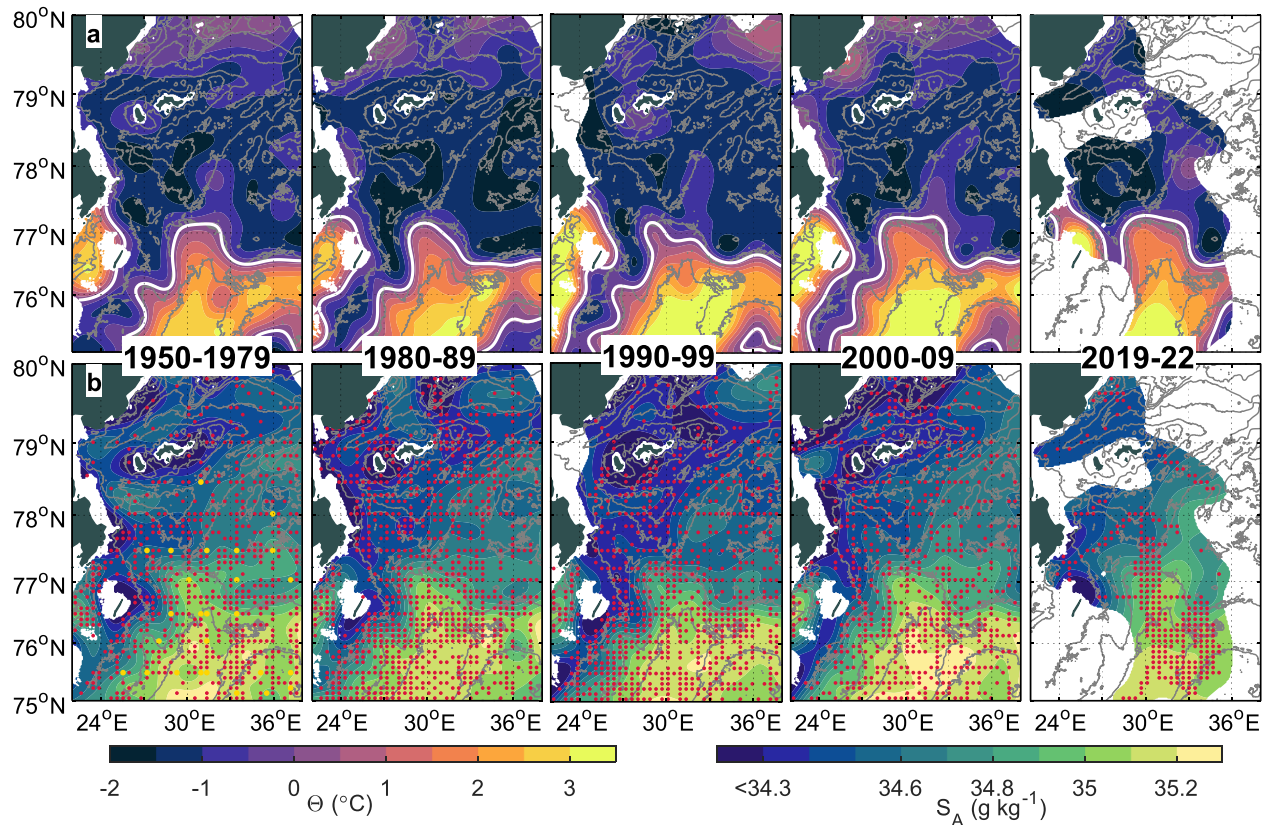 80°N
a
79°N
78°N
77°N
76°N
1950-1979 1980-89 1990-99 2000-09 2019-22
80°N
b
79°N
78°N
77°N
76°N
75°N
24°E 30°E 36°E 24°E 30°E 36°E 24°E 30°E 36°E 24°E 30°E 36°E 24°E 30°E 36°E
-2 -1 0 1 2 3
Θ (°C)
<34.3 34.6 34.8 35 35.2
S_A (g kg⁻¹)